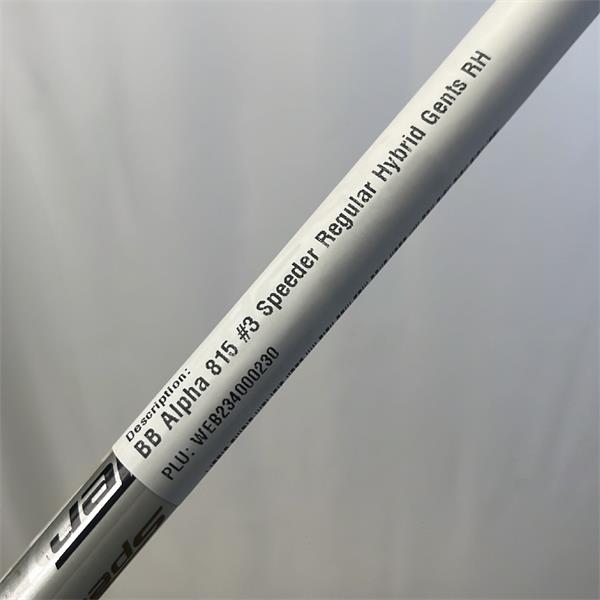 Description:
BB Alpha 815 #3 Speeder Regular Hybrid Gents RH
PLU: WEB234000230